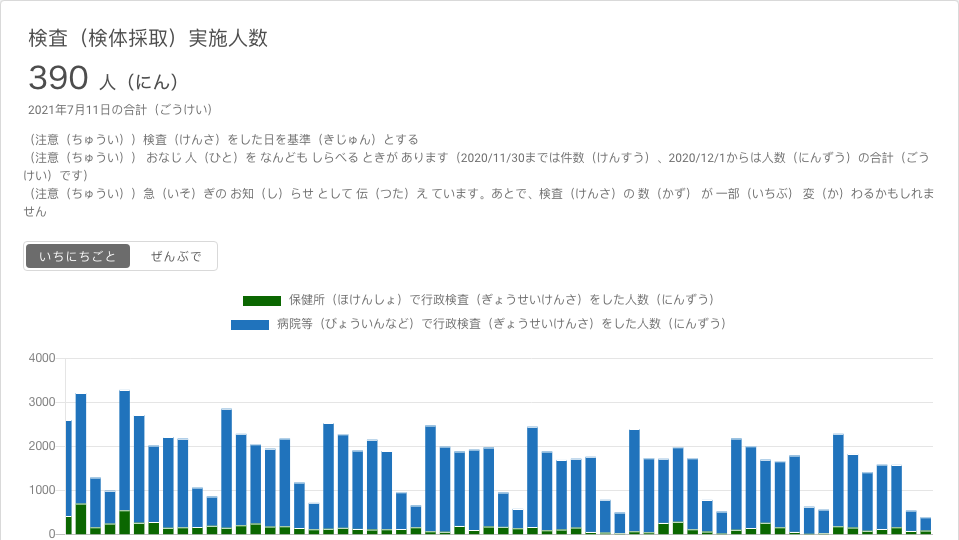 検査（検体採取）実施人数
390 人（にん）
2021年7月11日の合計（ごうけい）
（注意（ちゅうい））検査（けんさ）をした日を基準（きじゅん）とする
（注意（ちゅうい）） おなじ 人（ひと）を なんども しらべる ときが あります（2020/11/30までは件数（けんすう）、2020/12/1からは人数（にんずう）の合計（ごう
けい）です）
（注意（ちゅうい））急（いそ）ぎの お知（し）らせ として 伝（つた）え ています。あとで、検査（けんさ）の 数（かず） が 一部（いちぶ） 変（か）わるかもしれま
せん
いちにちごと ぜんぶで
保健所（ほけんしょ）で行政検査（ぎょうせいけんさ）をした人数（にんずう）
病院等（びょういんなど）で行政検査（ぎょうせいけんさ）をした人数（にんずう）
4000
3000
2000
1000
0